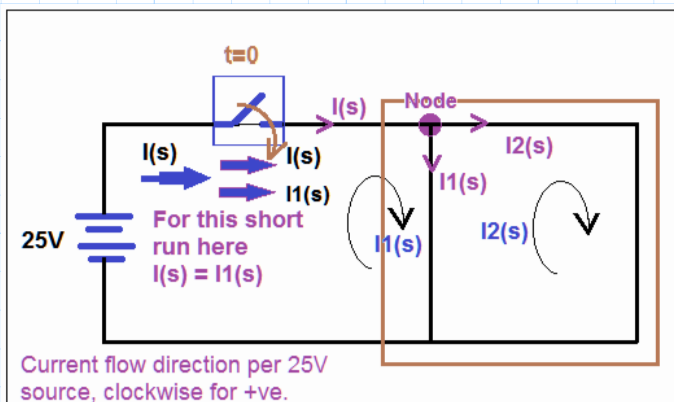 t=0
I(s)
Node
I2(s)
I1(s)
I(s)
I(s)
I1(s)
For this short
run here
I(s) = I1(s)
25V
I1(s)
I2(s)
Current flow direction per 25V
source, clockwise for +ve.